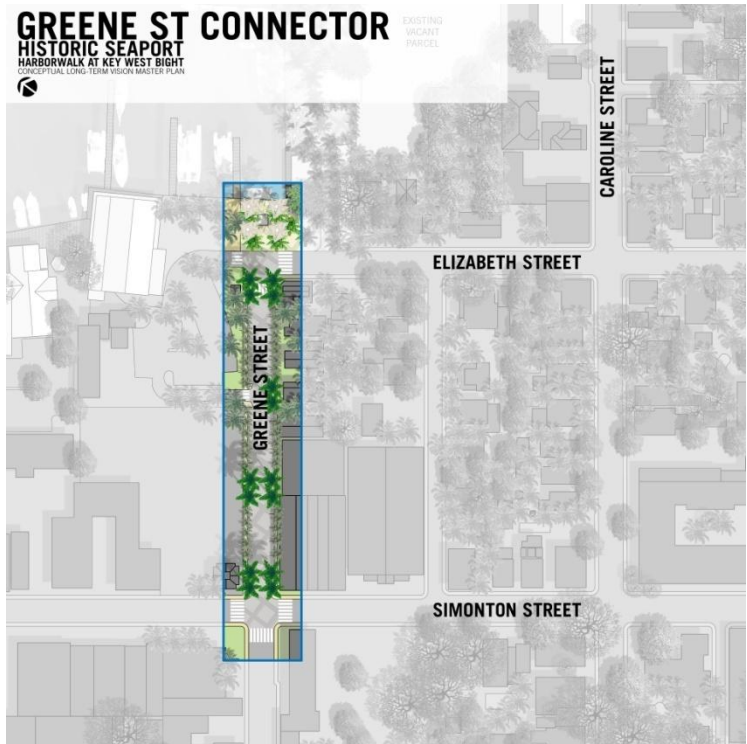 GREENE ST CONNECTOR
HISTORIC SEAPORT
HARBORWALK AT KEY WEST BIGHT
CONCEPTUAL LONG-TERM VISION MASTER PLAN
EXISTING
VACANT
PARCEL
CAROLINE STREET
ELIZABETH STREET
GREENE STREET
SIMONTON STREET